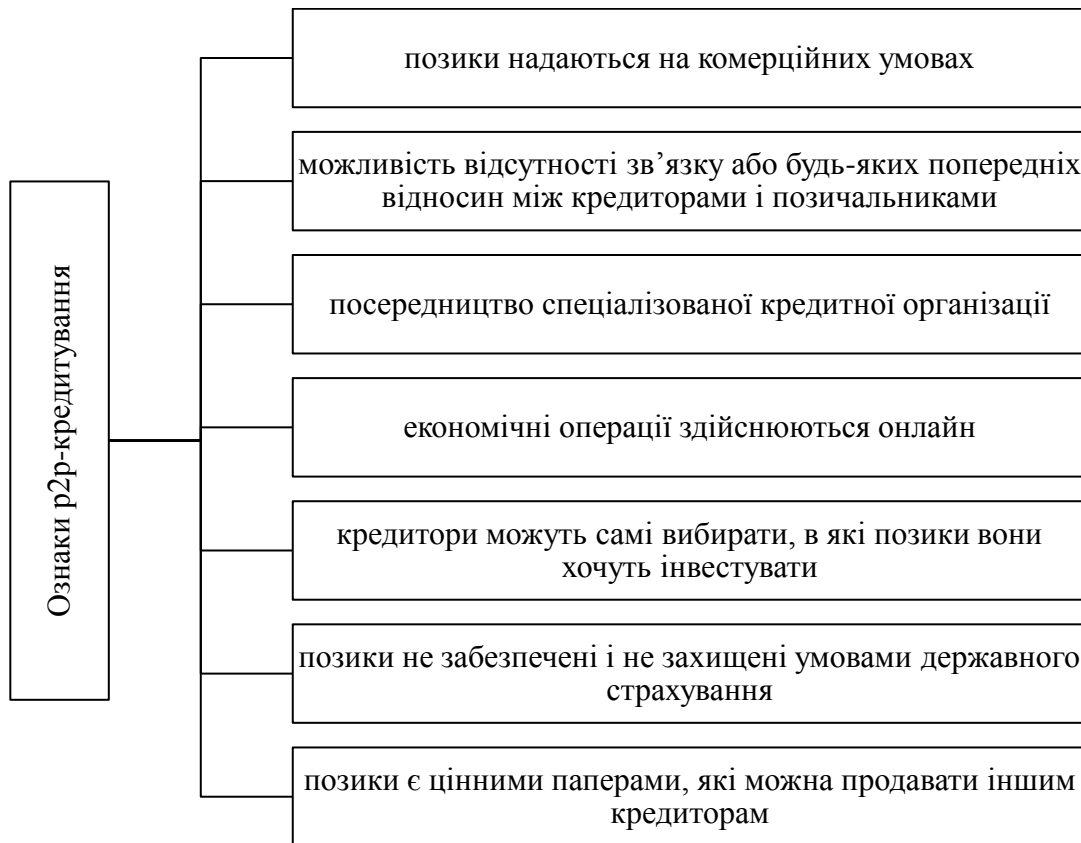 Ознаки p2p-кредитування
позики надаються на комерційних умовах
можливість відсутності зв’язку або будь-яких попередніх
відносин між кредиторами і позичальниками
посередництво спеціалізованої кредитної організації
економічні операції здійснюються онлайн
кредитори можуть самі вибирати, в які позики вони
хочуть інвестувати
позики не забезпечені і не захищені умовами державного
страхування
позики є цінними паперами, які можна продавати іншим
кредиторам